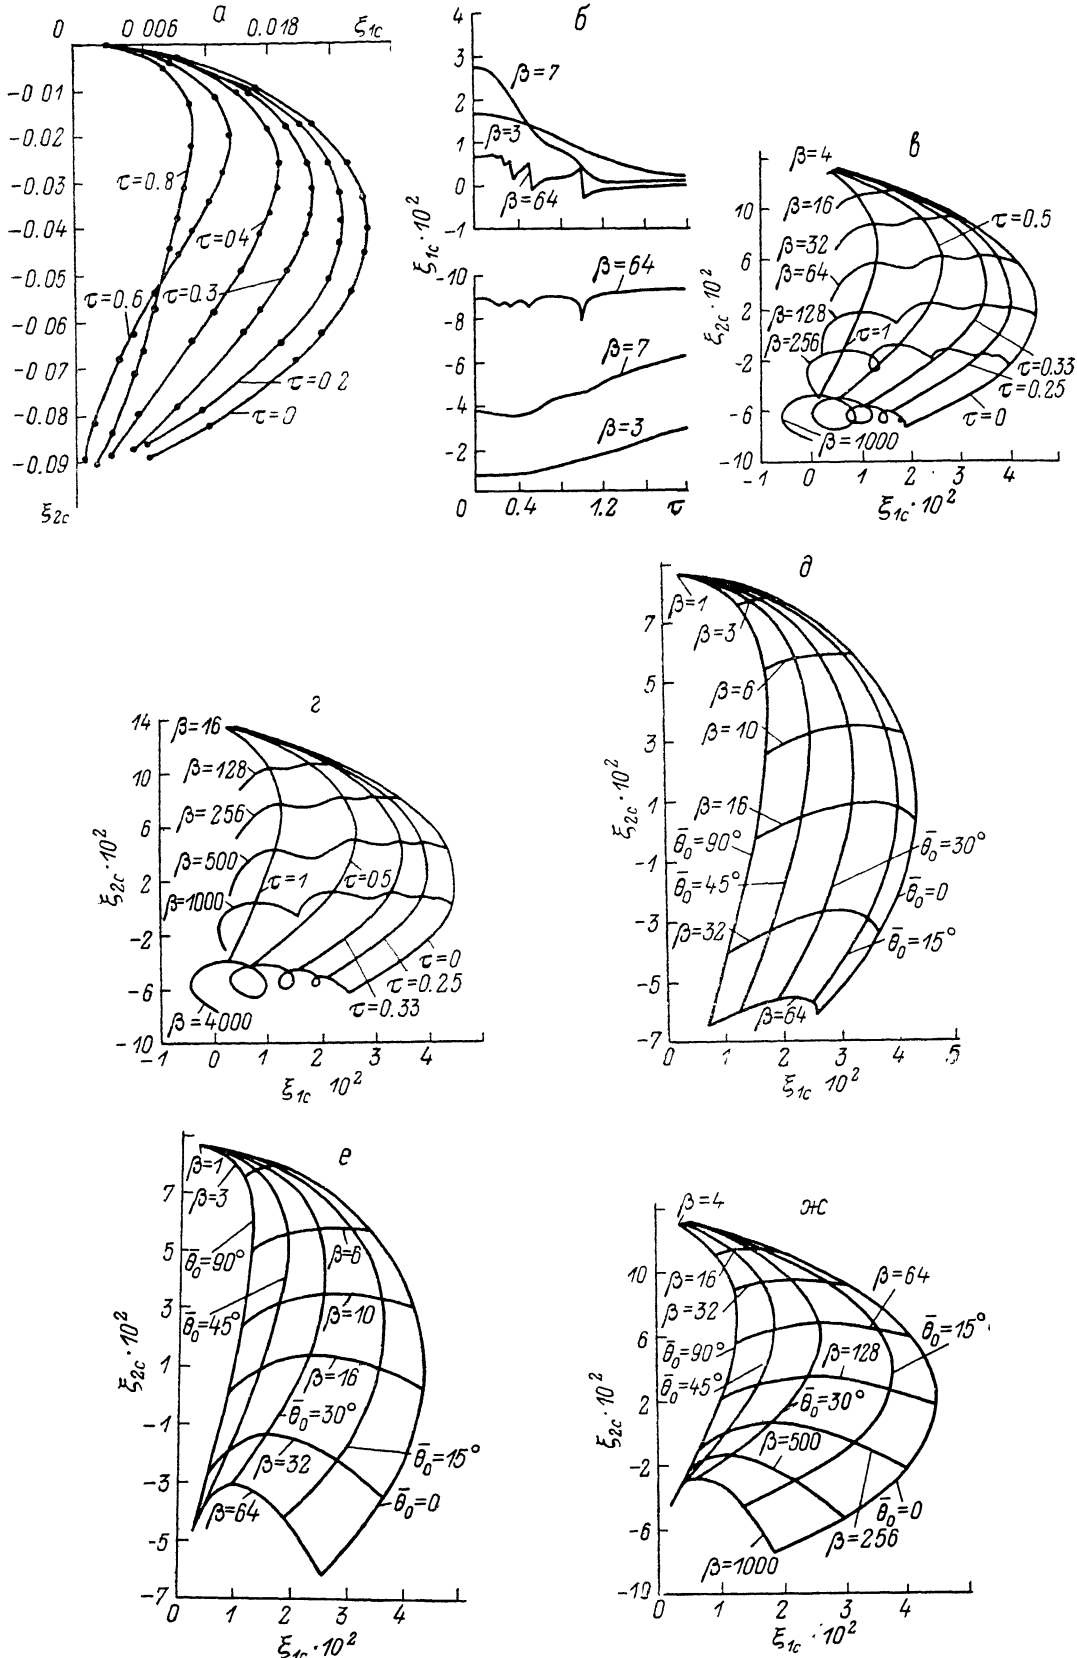 а
0 0 006 0.018 ξ₁c
-0 01
-0.02
-0.03
-0.04
-0.05
-0.06
-0 07
-0.08
-0.09
ξ₂c
τ=0.8
τ=04
τ=0.6
τ=0.3
τ=0.2
τ=0
б
4
3
2
1
0
-1
ξ₁c·10²
β=7
β=3
β=64
-10
-8
-6
-4
-2
β=64
β=7
β=3
0 0.4 1.2 τ
в
β=4
β=16
β=32
β=64
β=128
β=256
β=1000
10
6
2
-2
-6
-10
ξ₂c·10²
τ=0.5
τ=1
τ=0.33
τ=0.25
τ=0
-1 0 1 2 3 4
ξ₁c·10²
г
14
10
6
2
-2
-6
-10
ξ₂c·10²
β=16
β=128
β=256
β=500
β=1000
β=4000
τ=1
τ=05
τ=0
τ=0.25
τ=0.33
-1 0 1 2 3 4
ξ₁c 10²
д
7
5
3
1
-1
-3
-5
-7
ξ₂c·10²
β=1
β=3
β=6
β=10
β=16
θ̄₀=90°
θ̄₀=45°
β=32
β=64
θ̄₀=30°
θ̄₀=0
θ̄₀=15°
0 1 2 3 4 5
ξ₁c 10²
е
7
5
3
1
-1
-3
-5
-7
ξ₂c·10²
β=1
β=3
θ̄₀=90°
θ̄₀=45°
β=6
β=10
β=16
θ̄₀=30°
β=32
β=64
θ̄₀=15°
θ̄₀=0
0 1 2 3 4
ξ₁c·10²
ж
10
6
2
-2
-6
-10
ξ₂c·10²
β=4
β=16
β=32
θ̄₀=90°
θ̄₀=45°
β=64
θ̄₀=15°
β=128
θ̄₀=30°
β=500
θ̄₀=0
β=256
β=1000
0 1 2 3 4
ξ₁c·10²